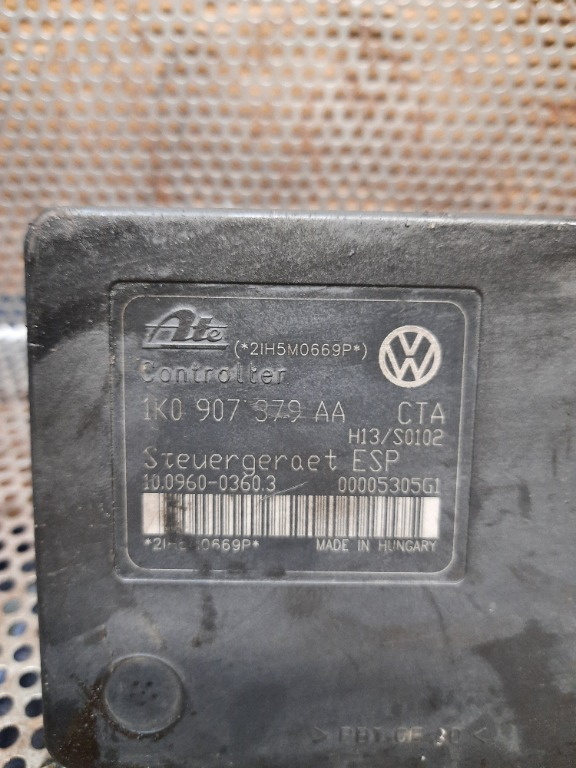 Ate (*2IH5M0669P*)
Controller
1K0 907 379 AA CTA
H13/S0102
Steuergeraet ESP
10.0960-0360.3 00005305G1
MADE IN HUNGARY